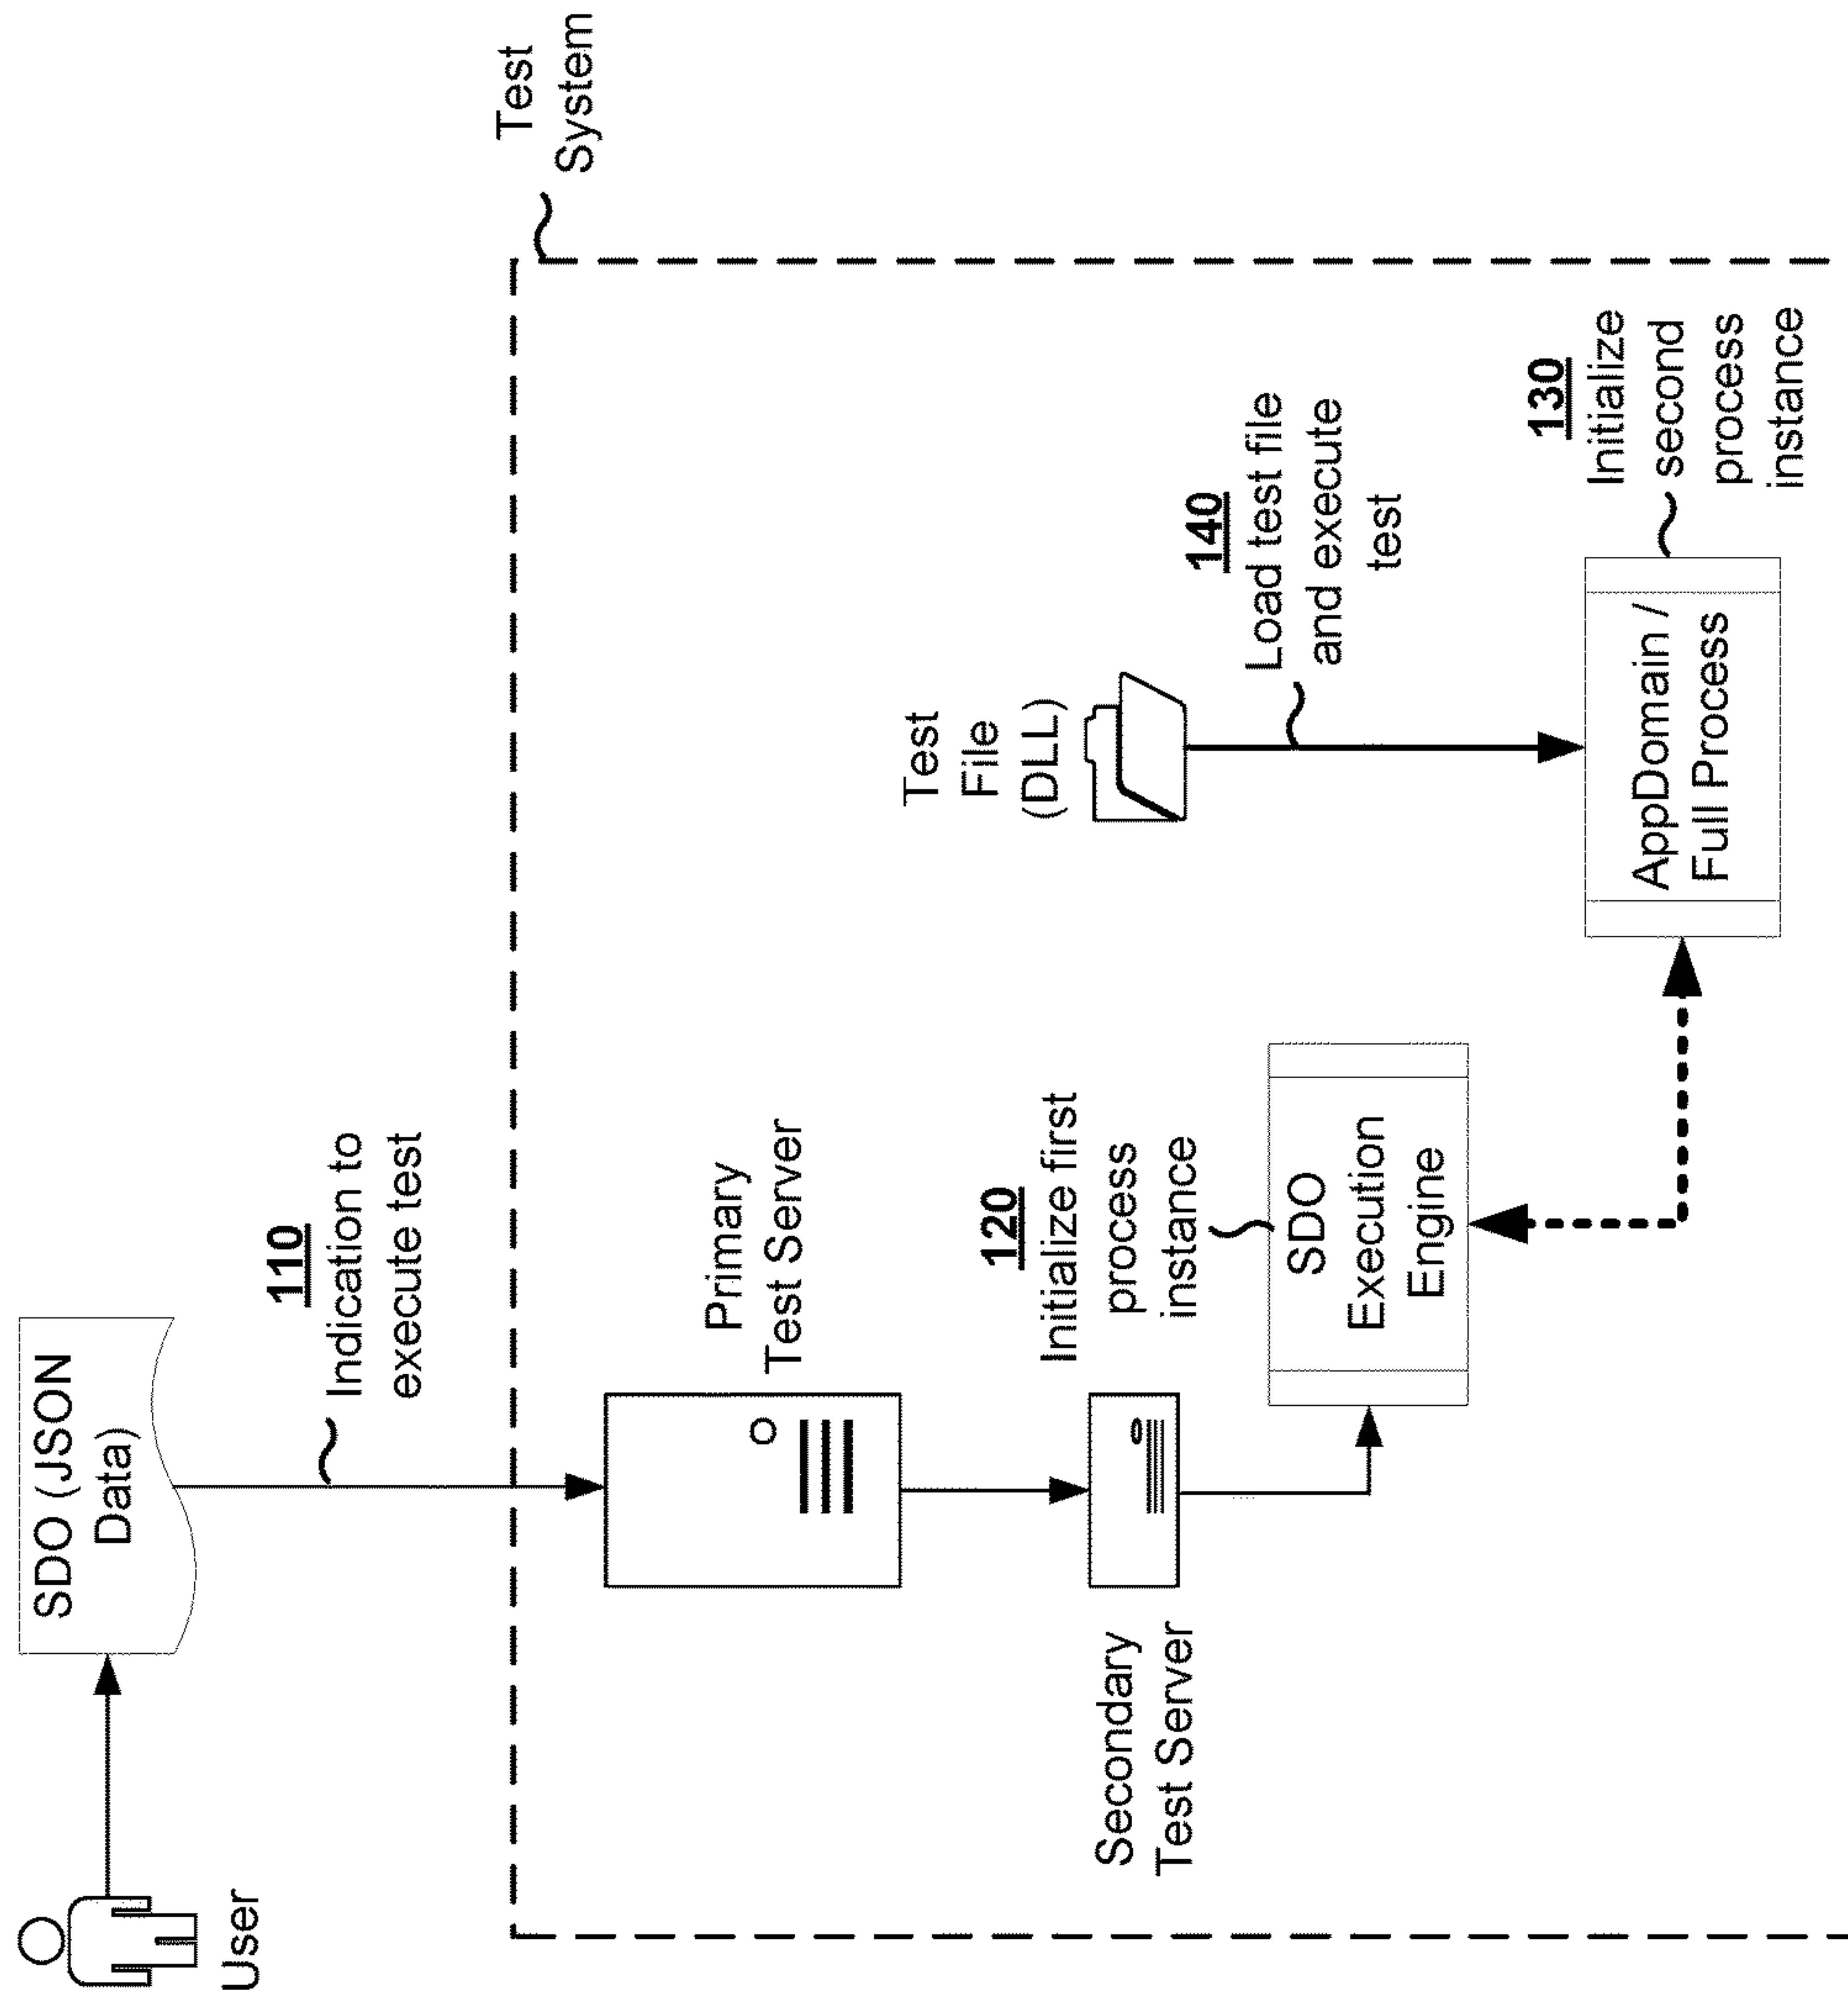 User
SDO (JSON
Data)
110
Indication to
execute test
Test
System
Primary
Test Server
Secondary
Test Server
120
Initialize first
process
instance
SDO
Execution
Engine
Test
File
(DLL)
140
Load test file
and execute
test
130
Initialize
second
process
instance
AppDomain /
Full Process